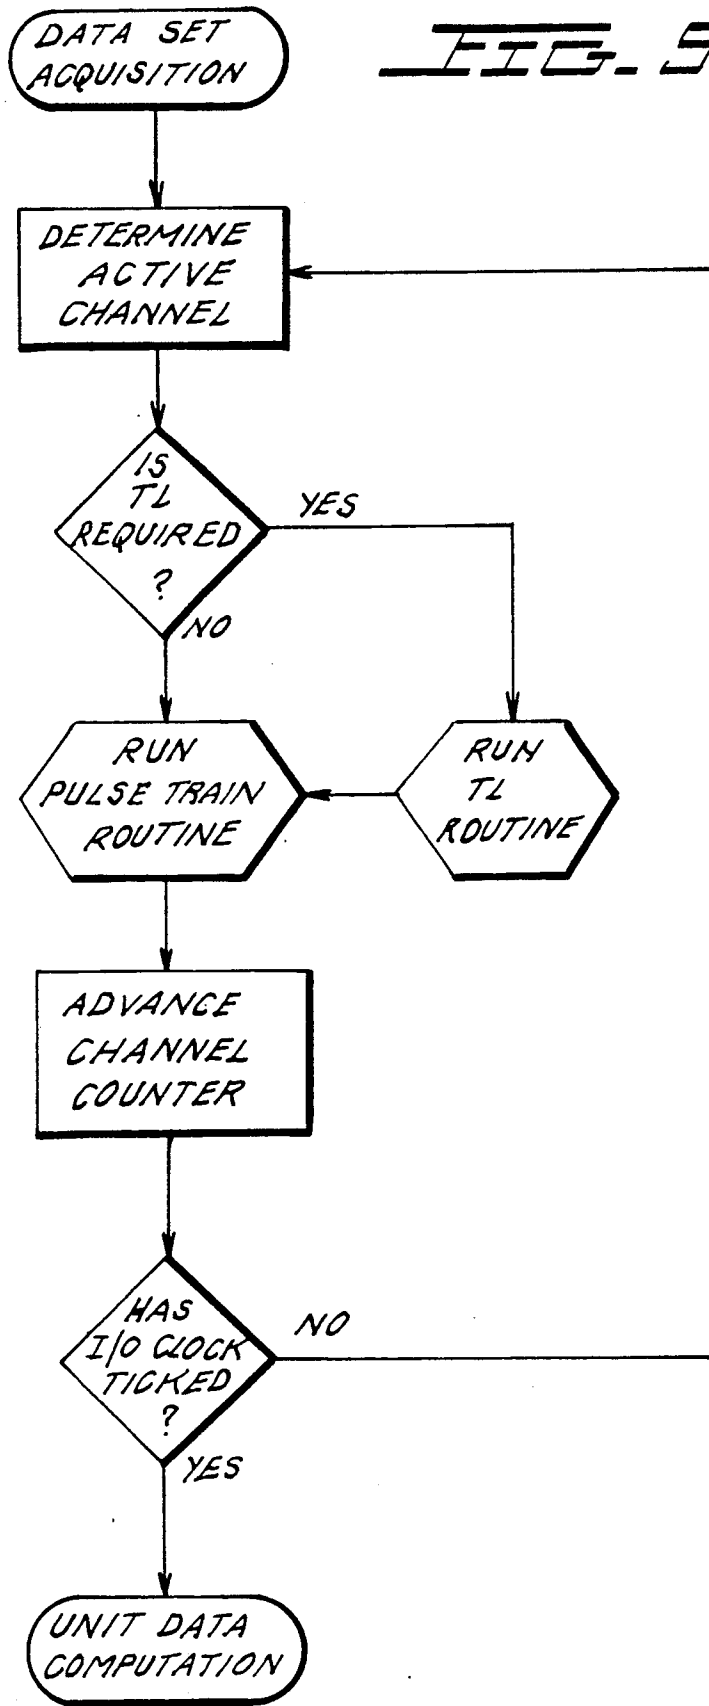 DATA SET
ACQUISITION
FIG. 5
DETERMINE
ACTIVE
CHANNEL
IS
TL
REQUIRED
?
YES
NO
RUN
PULSE TRAIN
ROUTINE
RUN
TL
ROUTINE
ADVANCE
CHANNEL
COUNTER
HAS
I/O CLOCK
TICKED
?
NO
YES
UNIT DATA
COMPUTATION